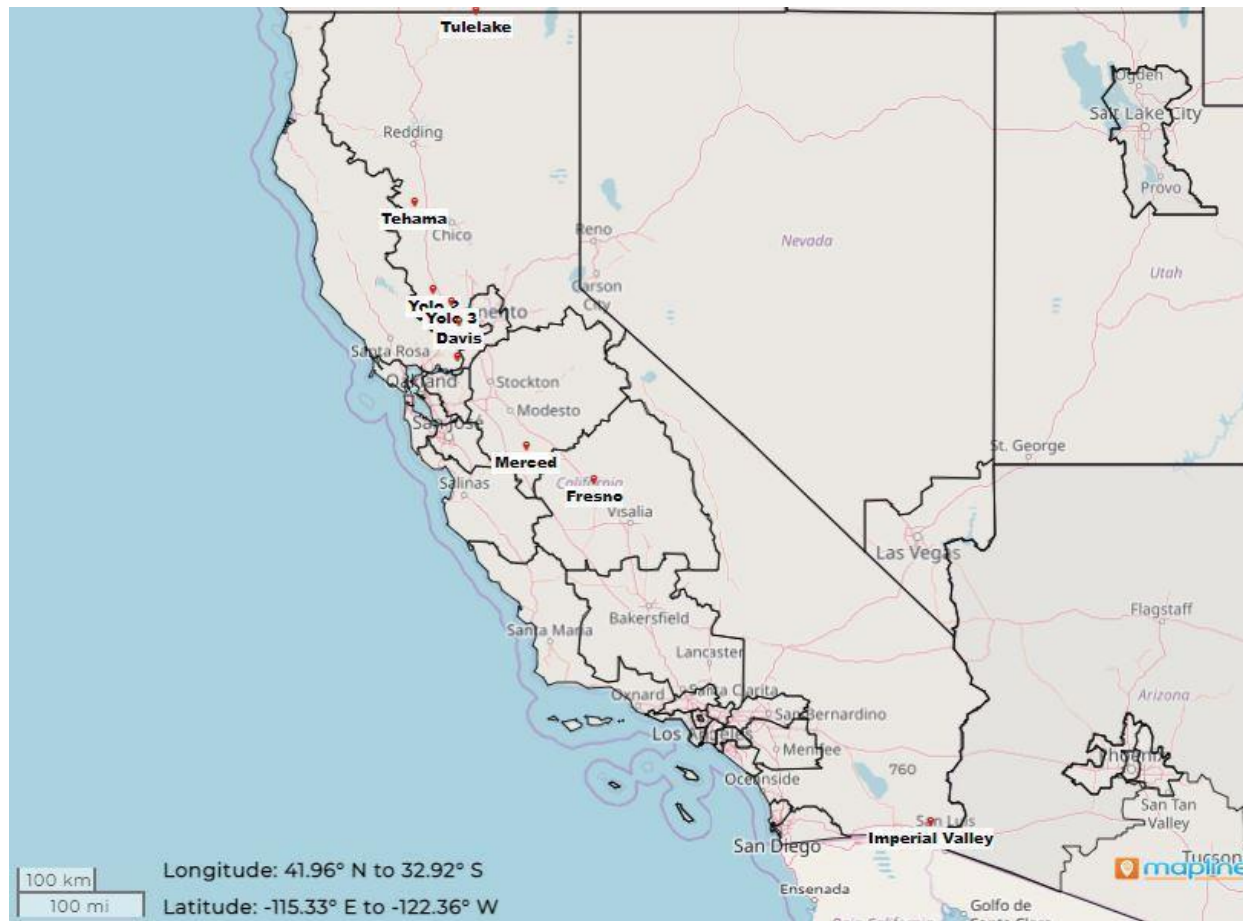 Tulelake
Ogden
Salt Lake City
Redding
Provo
Tehama
Chico
Reno
Nevada
Utah
Carson
City
Yolo 2
Yolo 3
Davis
Santa Rosa
Oakland
Stockton
Modesto
San José
St. George
Merced
Salinas
California
Fresno
Visalia
Las Vegas
Bakersfield
Flagstaff
Santa Maria
Lancaster
Oxnard
Santa Clarita
Arizona
San Bernardino
Los Angeles
Menifee
Phoenix
Oceanside
760
San Tan
Valley
San Luis
Imperial Valley
San Diego
Tucson
mapline
Ensenada
Golfo de
100 km
100 mi
Longitude: 41.96° N to 32.92° S
Latitude: -115.33° E to -122.36° W